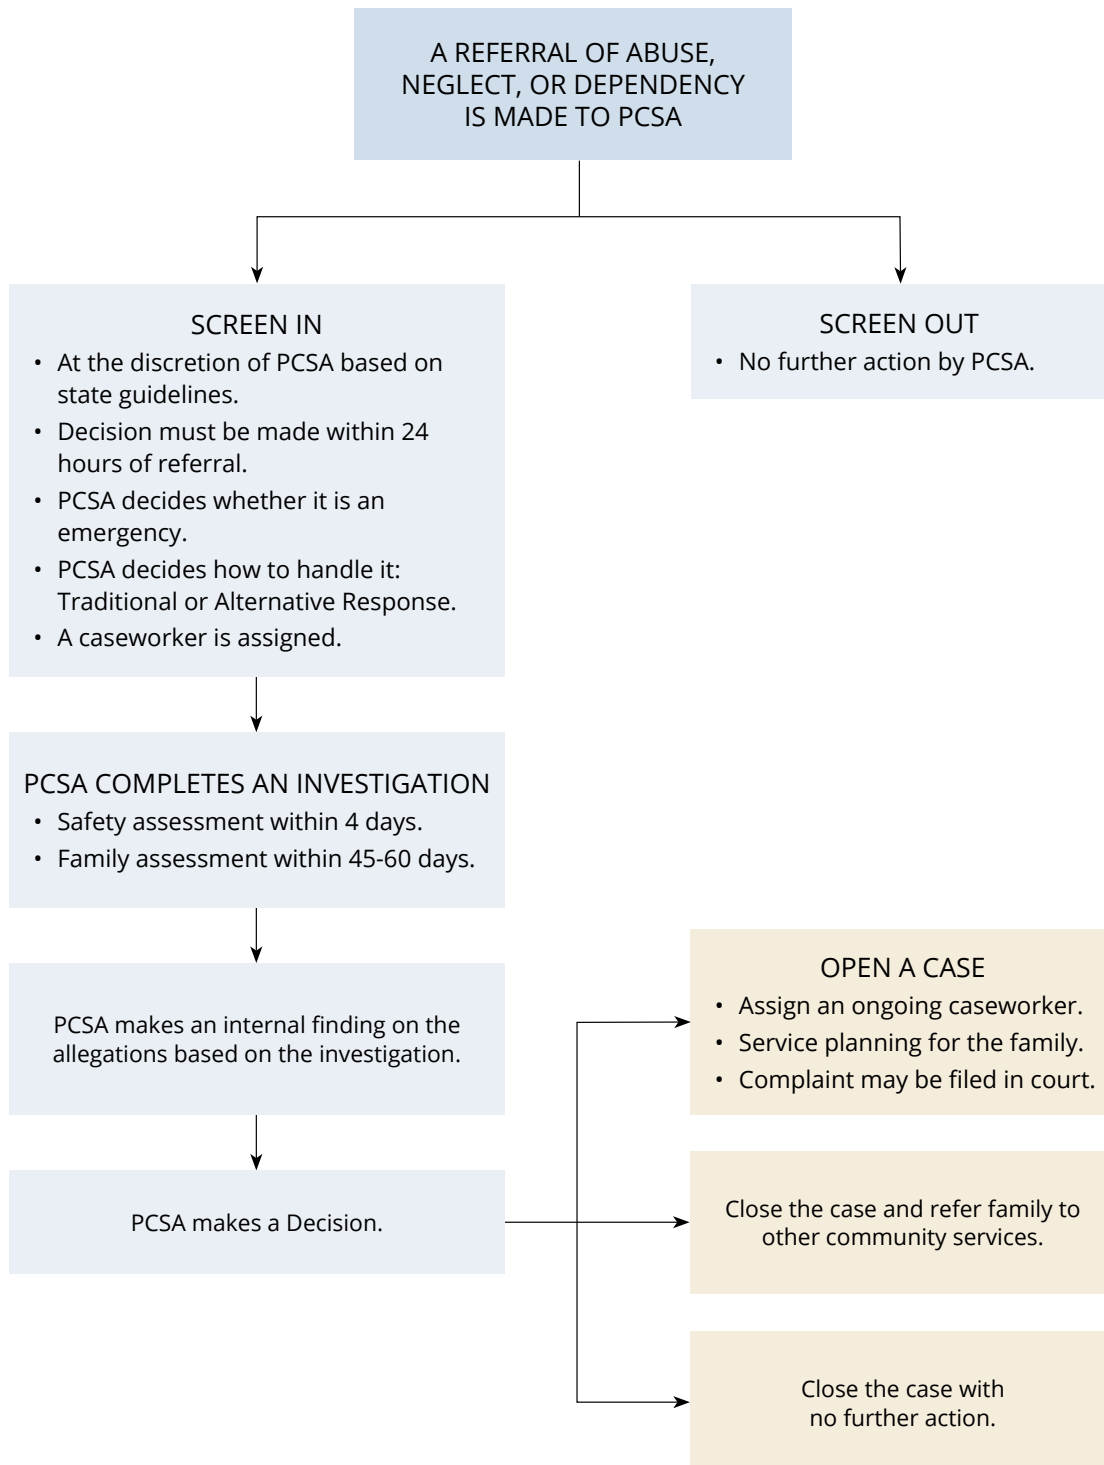 A REFERRAL OF ABUSE,
NEGLECT, OR DEPENDENCY
IS MADE TO PCSA
SCREEN IN
• At the discretion of PCSA based on
state guidelines.
• Decision must be made within 24
hours of referral.
• PCSA decides whether it is an
emergency.
• PCSA decides how to handle it:
Traditional or Alternative Response.
• A caseworker is assigned.
SCREEN OUT
• No further action by PCSA.
PCSA COMPLETES AN INVESTIGATION
• Safety assessment within 4 days.
• Family assessment within 45-60 days.
PCSA makes an internal finding on the
allegations based on the investigation.
PCSA makes a Decision.
OPEN A CASE
• Assign an ongoing caseworker.
• Service planning for the family.
• Complaint may be filed in court.
Close the case and refer family to
other community services.
Close the case with
no further action.